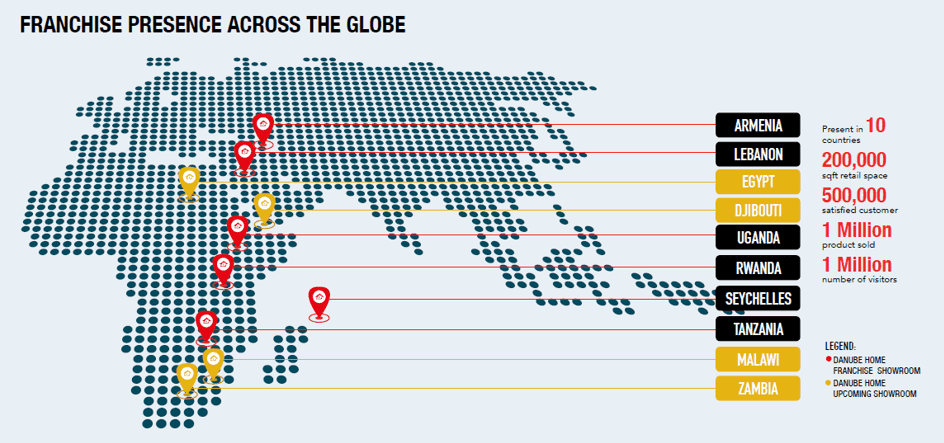 FRANCHISE PRESENCE ACROSS THE GLOBE
ARMENIA
LEBANON
EGYPT
DJIBOUTI
UGANDA
RWANDA
SEYCHELLES
TANZANIA
MALAWI
ZAMBIA
Present in 10
countries
200,000
sqft retail space
500,000
satisfied customer
1 Million
product sold
1 Million
number of visitors
LEGEND:
DANUBE HOME
FRANCHISE SHOWROOM
DANUBE HOME
UPCOMING SHOWROOM